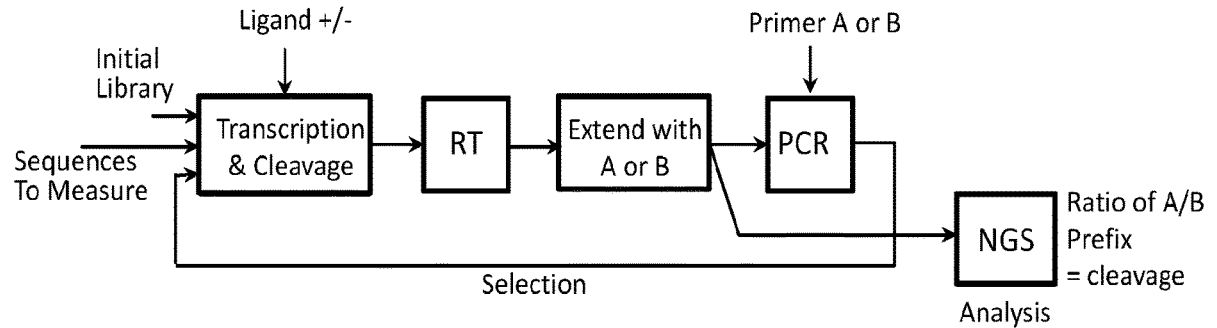 Ligand +/-
Primer A or B
Initial
Library
Sequences
To Measure
Transcription
& Cleavage
RT
Extend with
A or B
PCR
NGS
Ratio of A/B
Prefix
= cleavage
Selection
Analysis